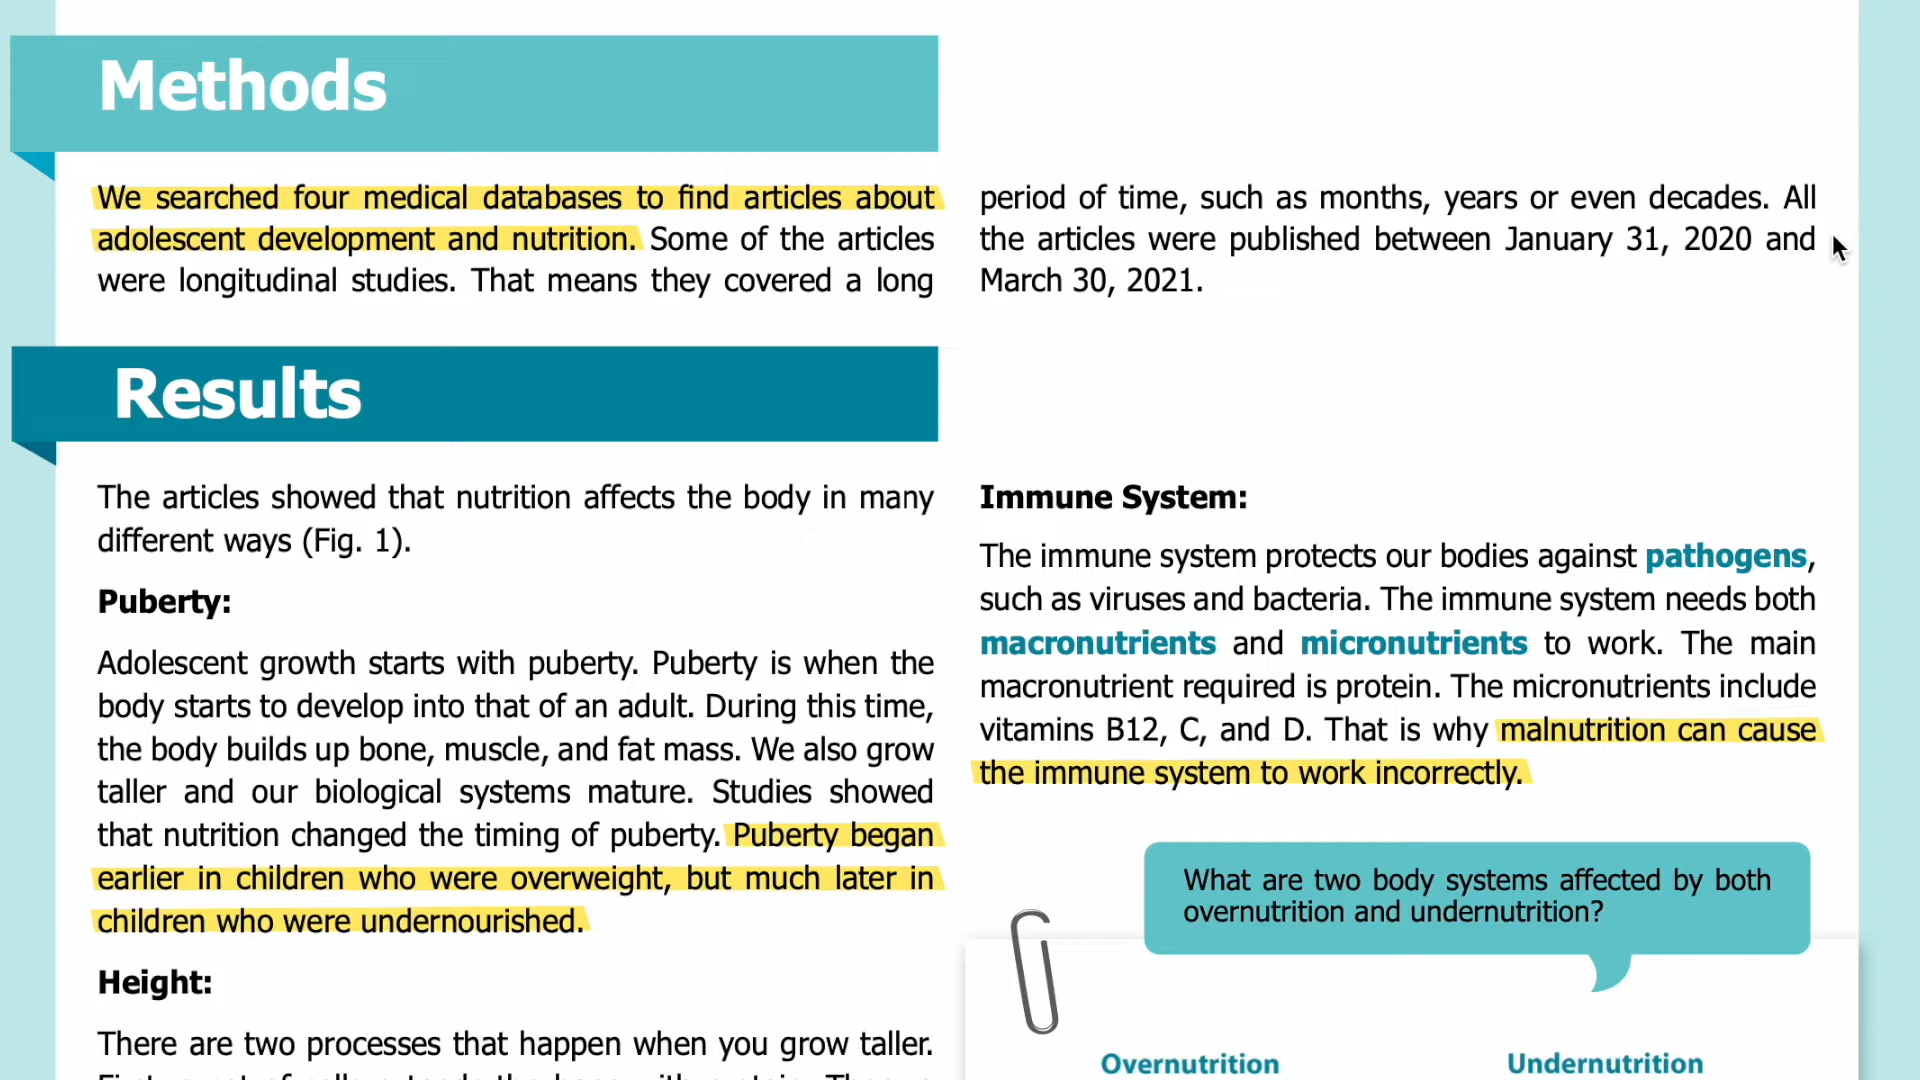 Methods
We searched four medical databases to find articles about
adolescent development and nutrition. Some of the articles
were longitudinal studies. That means they covered a long
period of time, such as months, years or even decades. All
the articles were published between January 31, 2020 and
March 30, 2021.
Results
The articles showed that nutrition affects the body in many
different ways (Fig. 1).
Puberty:
Adolescent growth starts with puberty. Puberty is when the
body starts to develop into that of an adult. During this time,
the body builds up bone, muscle, and fat mass. We also grow
taller and our biological systems mature. Studies showed
that nutrition changed the timing of puberty. Puberty began
earlier in children who were overweight, but much later in
children who were undernourished.
Height:
There are two processes that happen when you grow taller.
Immune System:
The immune system protects our bodies against pathogens,
such as viruses and bacteria. The immune system needs both
macronutrients and micronutrients to work. The main
macronutrient required is protein. The micronutrients include
vitamins B12, C, and D. That is why malnutrition can cause
the immune system to work incorrectly.
What are two body systems affected by both
overnutrition and undernutrition?
Overnutrition
Undernutrition